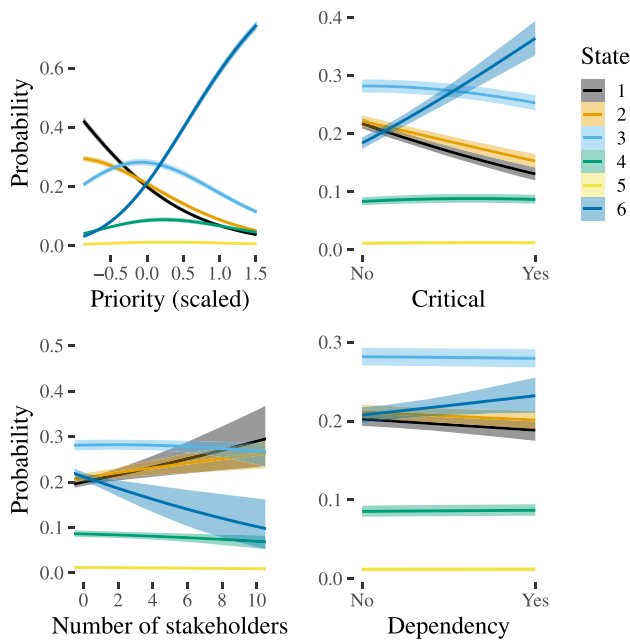 0.6
0.4
0.2
0.0
Probability
−0.5 0.0 0.5 1.0 1.5
Priority (scaled)
0.4
0.3
0.2
0.1
0.0
No Yes
Critical
State
1
2
3
4
5
6
0.5
0.4
0.3
0.2
0.1
0.0
Probability
0 2 4 6 8 10
Number of stakeholders
0.3
0.2
0.1
0.0
No Yes
Dependency